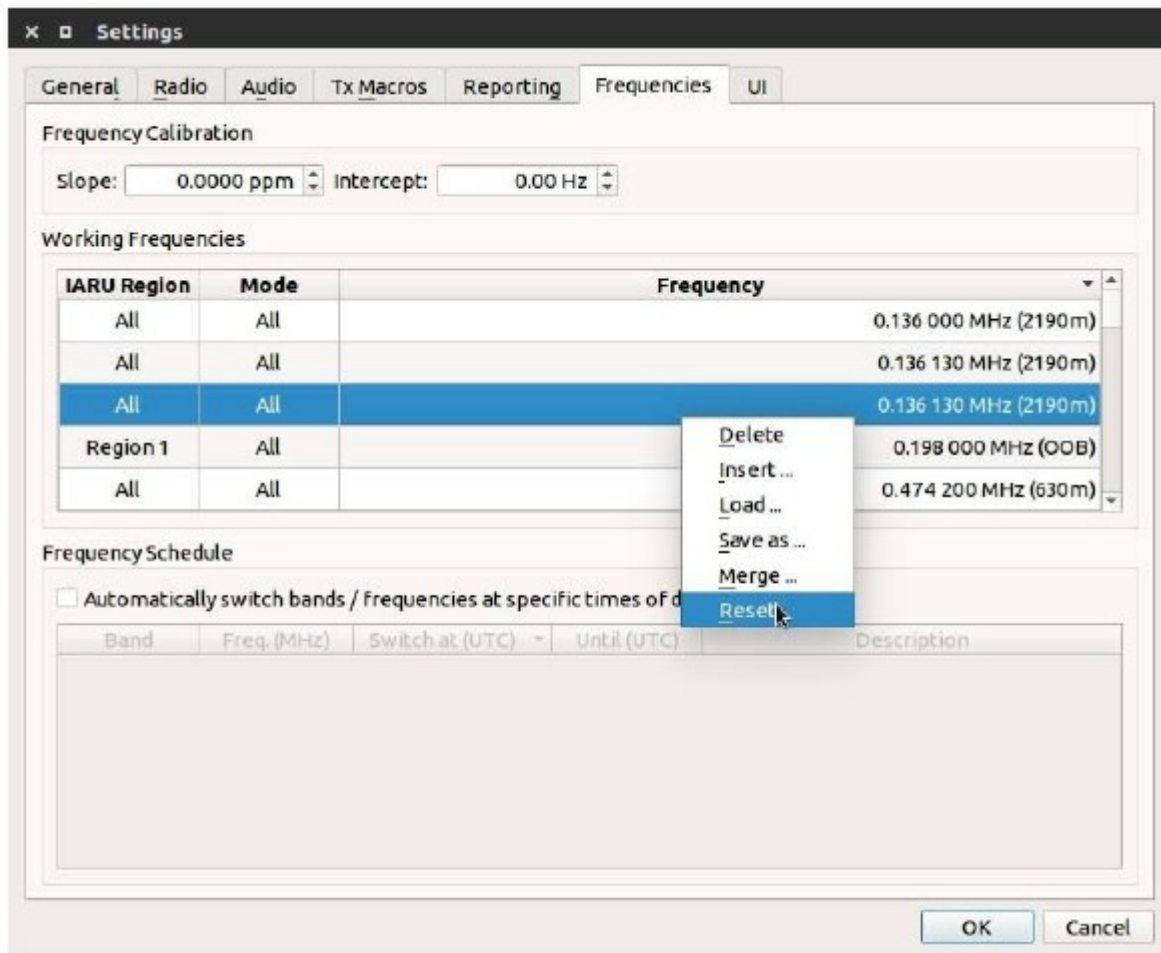 Settings
General Radio Audio Tx Macros Reporting Frequencies UI
Frequency Calibration
Slope: 0.0000 ppm Intercept: 0.00 Hz
Working Frequencies
IARU Region Mode Frequency
All All 0.136 000 MHz (2190m)
All All 0.136 130 MHz (2190m)
All All 0.136 130 MHz (2190m)
Region 1 All 0.198 000 MHz (OOB)
All All 0.474 200 MHz (630m)
Delete
Insert ...
Load ...
Save as ...
Merge ...
Reset
Frequency Schedule
Automatically switch bands / frequencies at specific times of d
Band Freq. (MHz) Switch at (UTC) Until (UTC) Description
OK Cancel